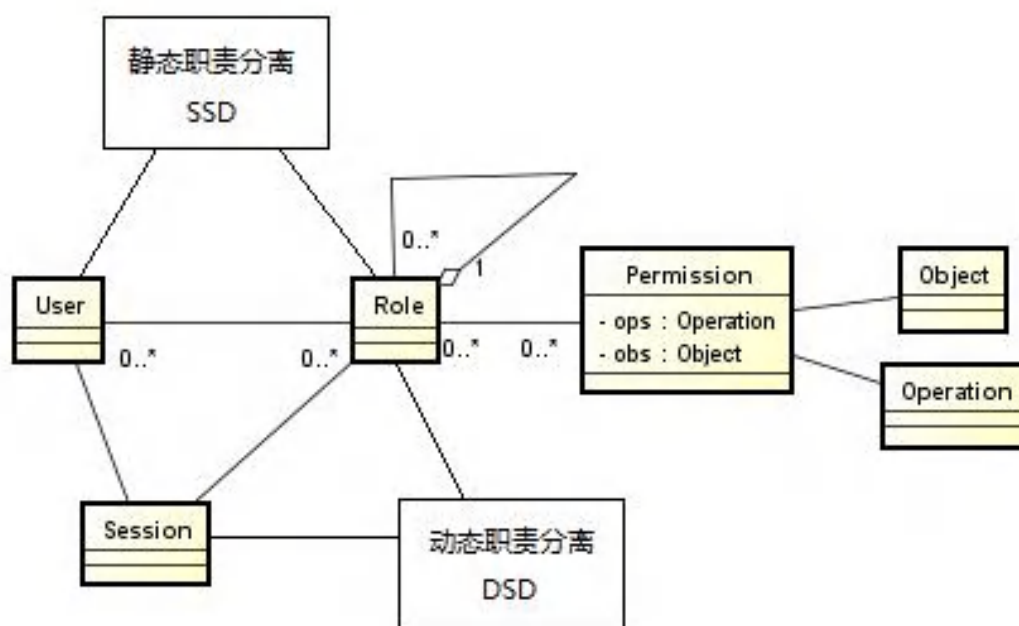 静态职责分离
SSD
0..*
1
User
Role
Permission
- ops : Operation
- obs : Object
Object
Operation
0..*
0..*
0..*
0..*
Session
动态职责分离
DSD